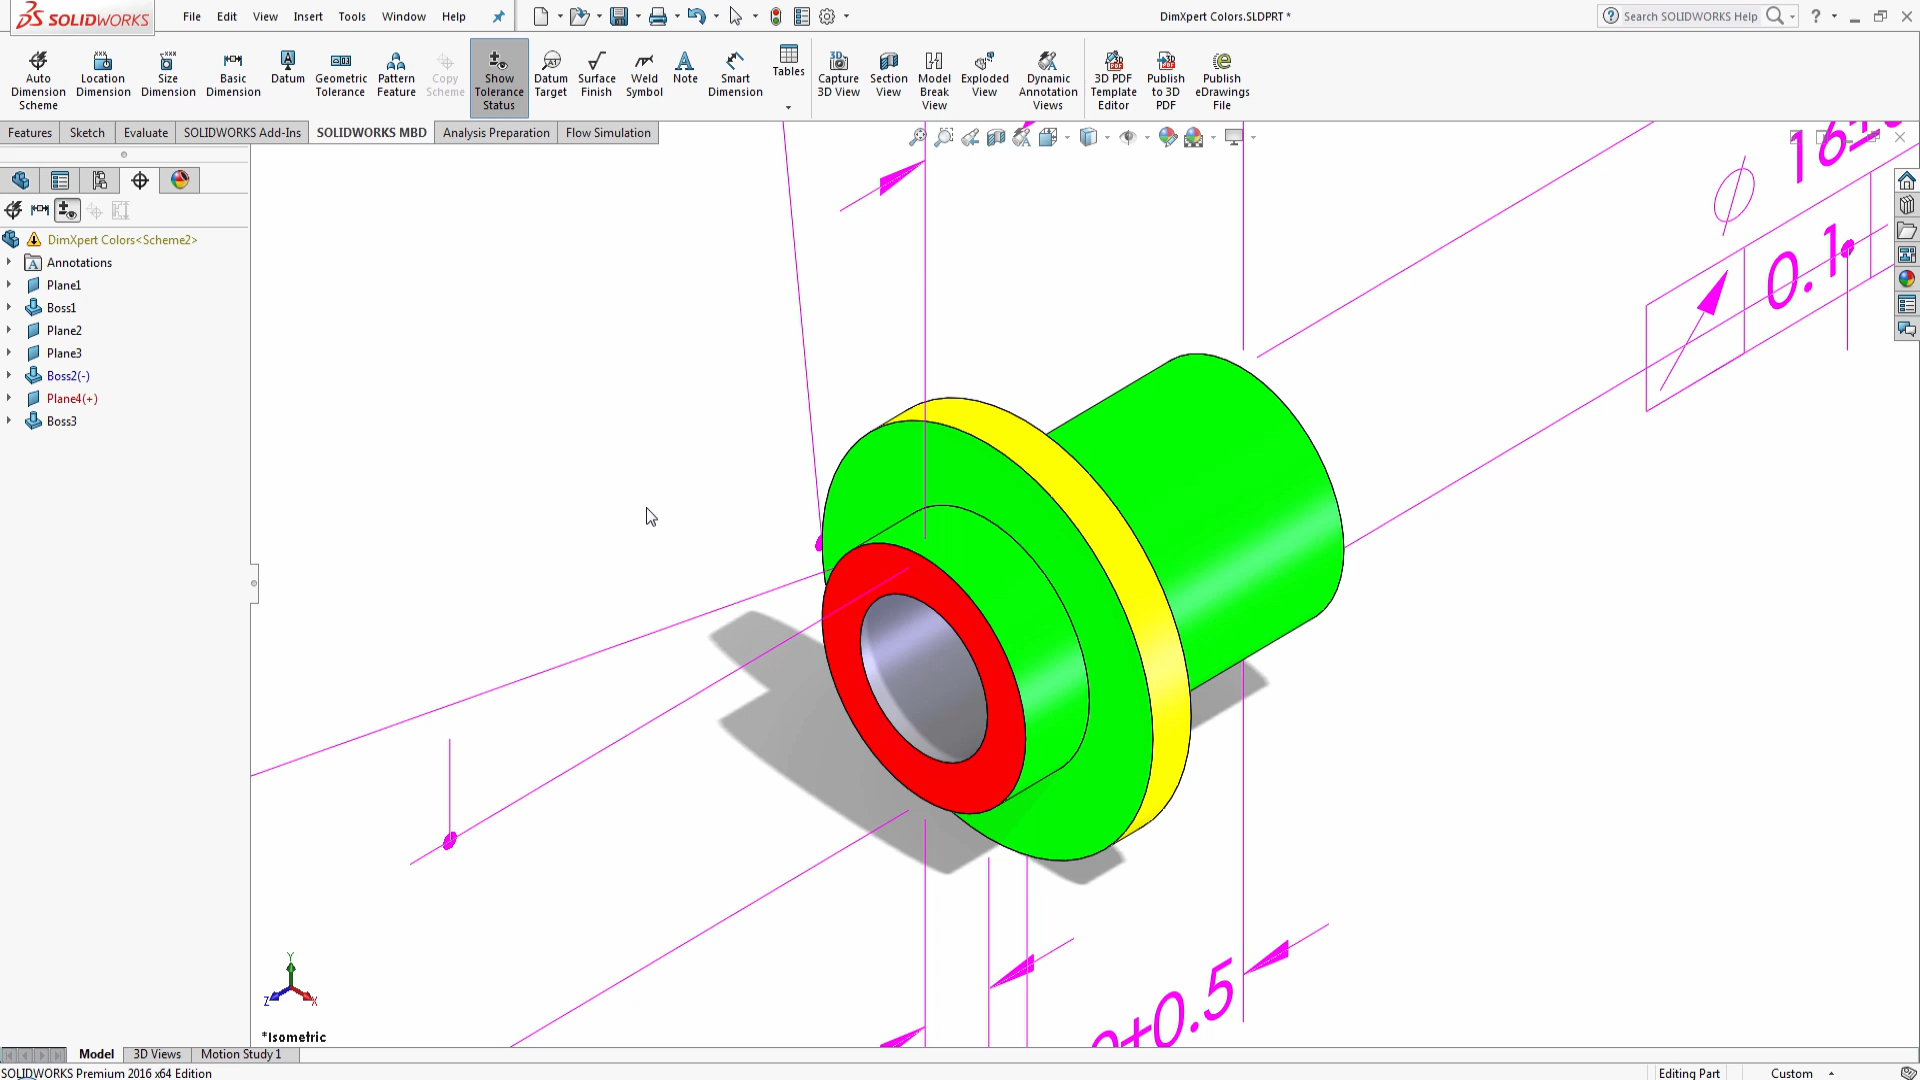 SOLIDWORKS
File Edit View Insert Tools Window Help
DimXpert Colors.SLDPRT *
Search SOLIDWORKS Help
Auto Dimension Scheme
Location Dimension
Size Dimension
Basic Dimension
Datum
Geometric Tolerance
Pattern Feature
Copy Scheme
Show Tolerance Status
Datum Target
Surface Finish
Weld Symbol
Note
Smart Dimension
Tables
Capture 3D View
Section View
Model Break View
Exploded View
Dynamic Annotation Views
3D PDF Template Editor
Publish to 3D PDF
Publish eDrawings File
Features Sketch Evaluate SOLIDWORKS Add-Ins SOLIDWORKS MBD Analysis Preparation Flow Simulation
DimXpert Colors<Scheme2>
Annotations
Plane1
Boss1
Plane2
Plane3
Boss2(-)
Plane4(+)
Boss3
0.1
±0.5
Y
Z
X
*Isometric
Model 3D Views Motion Study 1
SOLIDWORKS Premium 2016 x64 Edition
Editing Part
Custom